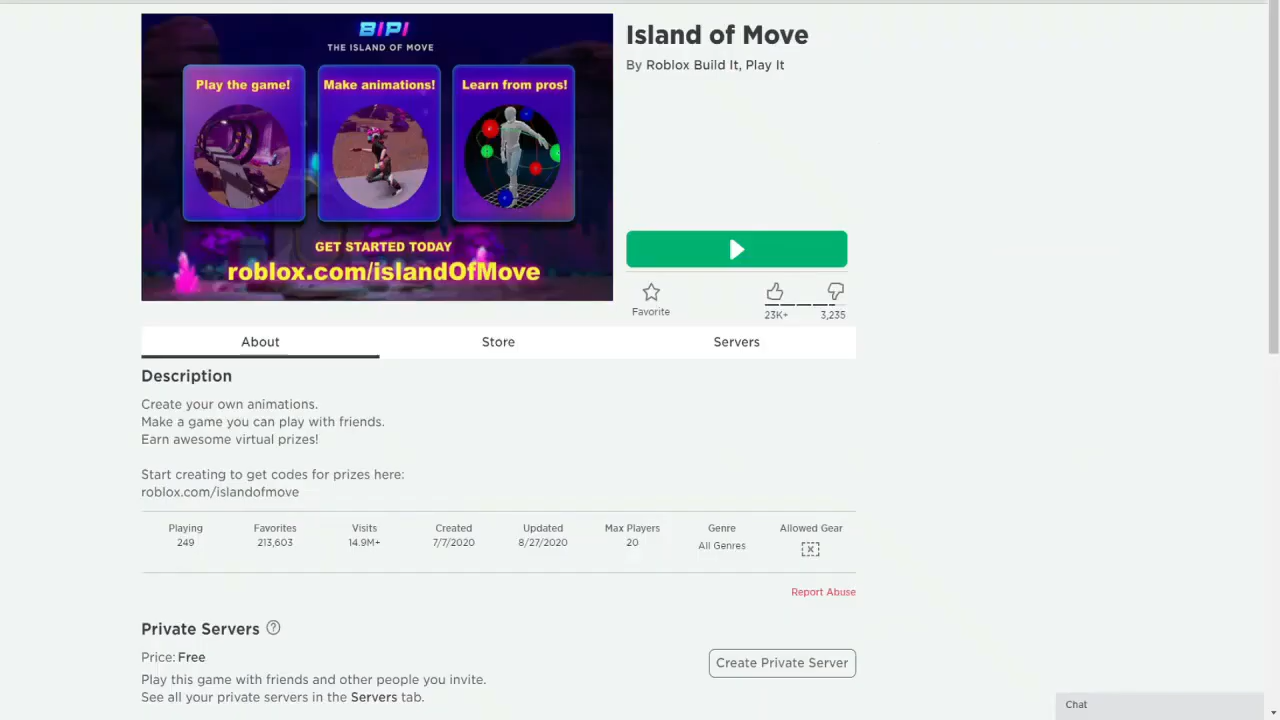 BIPI
THE ISLAND OF MOVE
Play the game!
Make animations!
Learn from pros!
GET STARTED TODAY
roblox.com/islandOfMove
Island of Move
By Roblox Build It, Play It
Favorite
23K+
3,235
About
Store
Servers
Description
Create your own animations.
Make a game you can play with friends.
Earn awesome virtual prizes!
Start creating to get codes for prizes here:
roblox.com/islandofmove
Playing
249
Favorites
213,603
Visits
14.9M+
Created
7/7/2020
Updated
8/27/2020
Max Players
20
Genre
All Genres
Allowed Gear
Report Abuse
Private Servers
Price: Free
Create Private Server
Play this game with friends and other people you invite.
See all your private servers in the Servers tab.
Chat